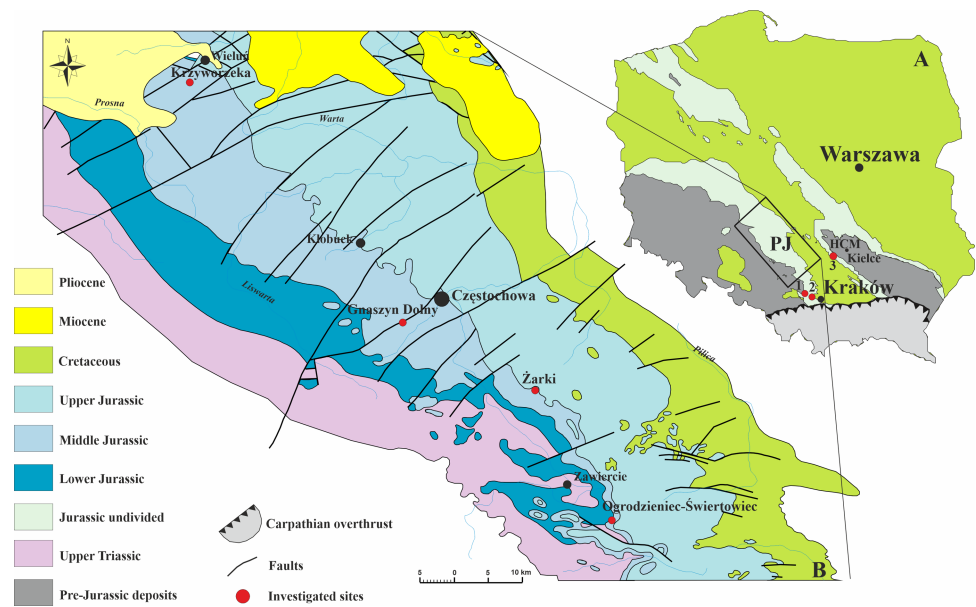 N
Wieluń
Krzyworzeka
Prosna
Warta
Kłobuck
Liswarta
Częstochowa
Gnaszyn Dolny
Pilica
Żarki
Zawiercie
Ogrodzieniec-Świertowiec
B
A
Warszawa
PJ
HCM
Kielce
3
1 2
Kraków
Pliocene
Miocene
Cretaceous
Upper Jurassic
Middle Jurassic
Lower Jurassic
Jurassic undivided
Upper Triassic
Pre-Jurassic deposits
Carpathian overthrust
Faults
Investigated sites
5 0 5 10 km